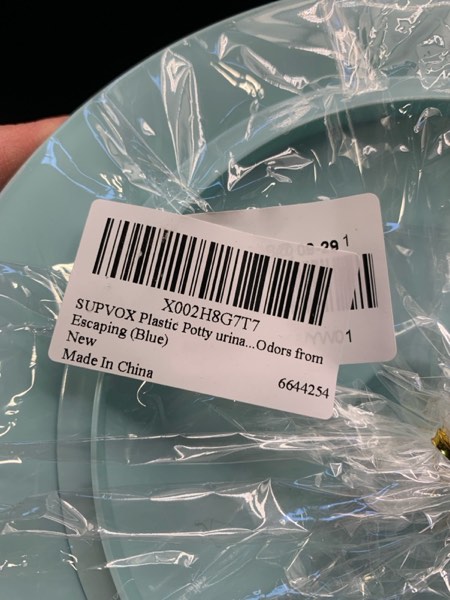 X002H8G7T7
SUPVOX Plastic Potty urina...Odors from
Escaping (Blue)
New
Made In China
6644254